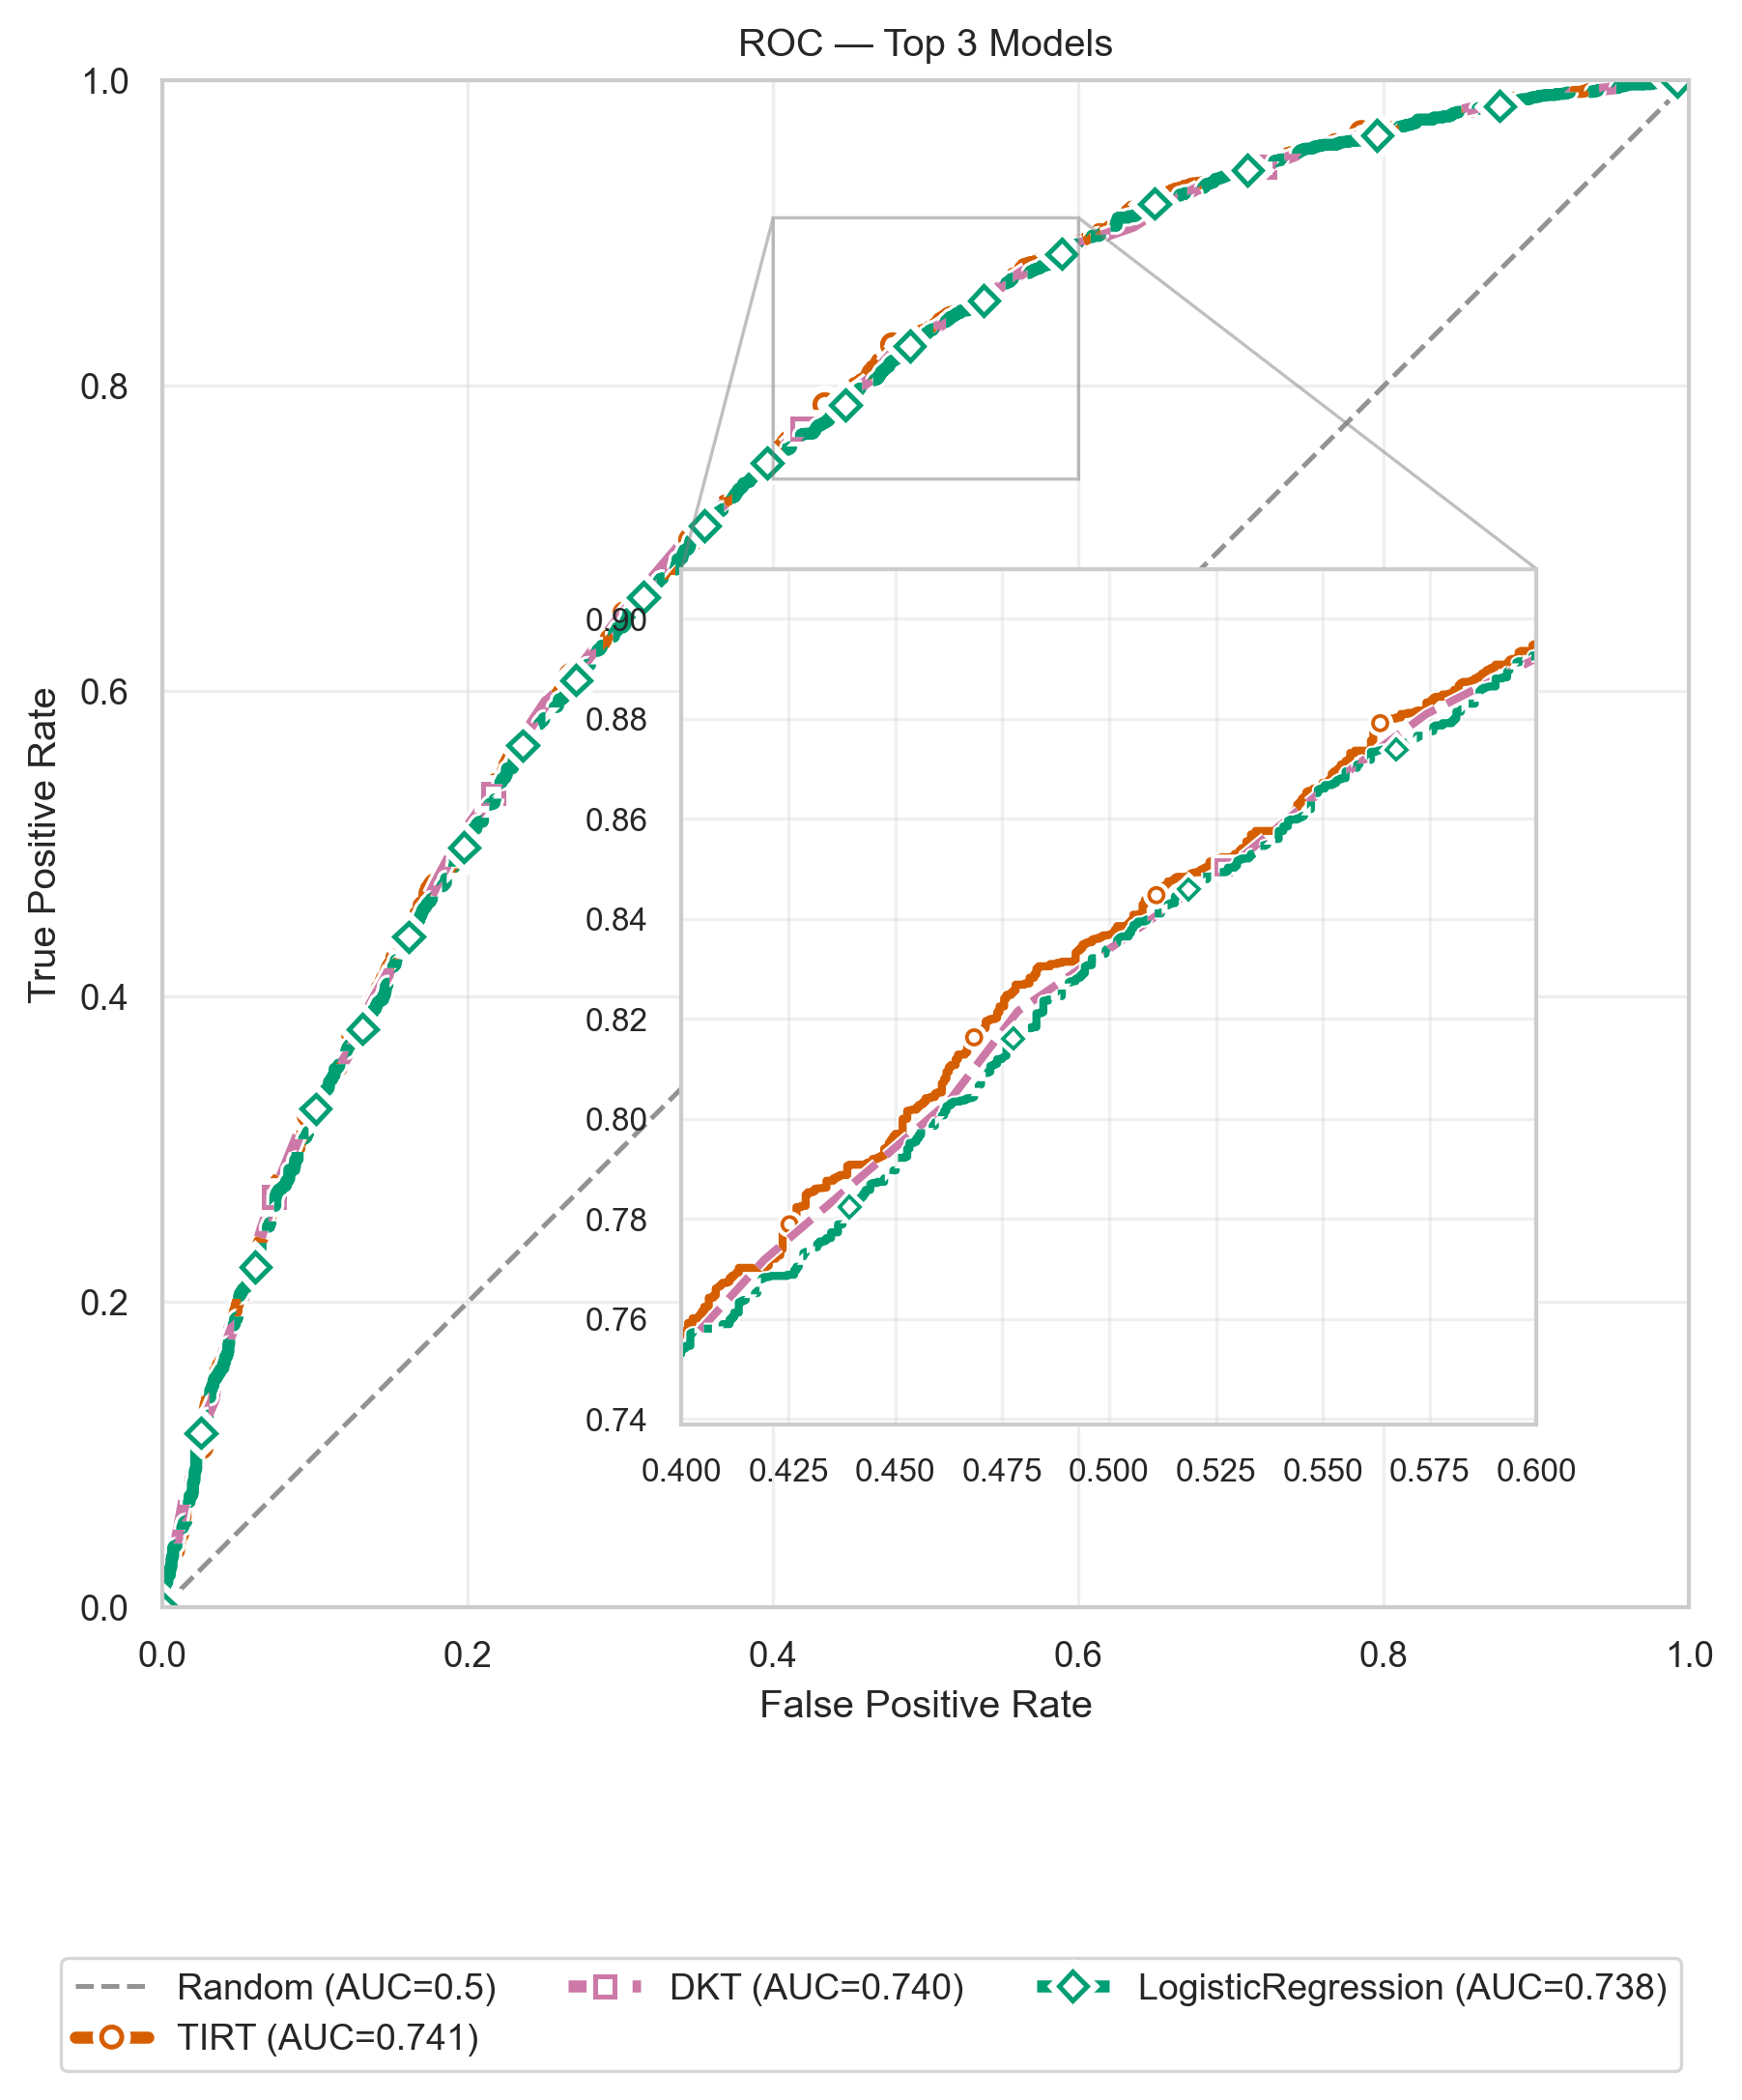 ROC — Top 3 Models
True Positive Rate
1.0
0.8
0.6
0.4
0.2
0.0
0.90
0.88
0.86
0.84
0.82
0.80
0.78
0.76
0.74
0.400 0.425 0.450 0.475 0.500 0.525 0.550 0.575 0.600
0.0 0.2 0.4 0.6 0.8 1.0
False Positive Rate
Random (AUC=0.5) DKT (AUC=0.740) LogisticRegression (AUC=0.738)
TIRT (AUC=0.741)